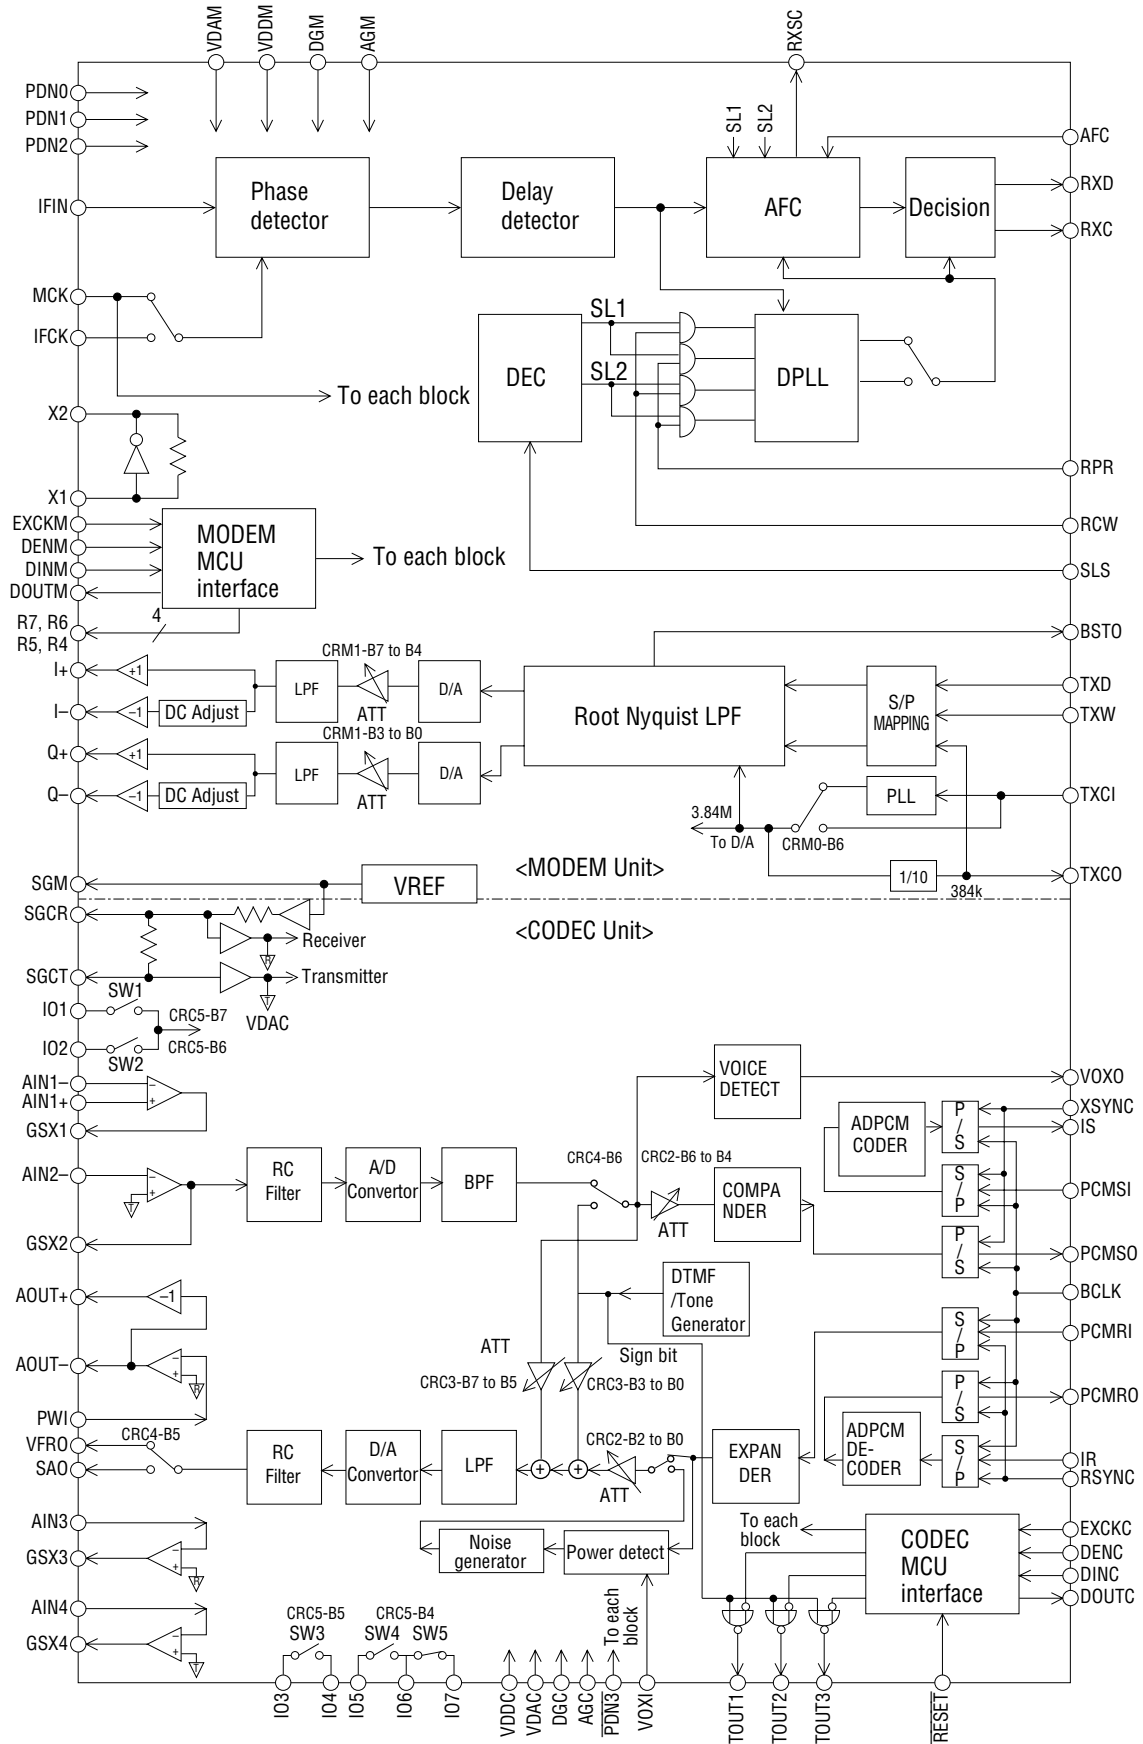 VDAM
VDDM
DGM
AGM
RXSC
PDN0
PDN1
PDN2
SL1
SL2
AFC
IFIN
Phase
detector
Delay
detector
AFC
Decision
RXD
RXC
MCK
IFCK
To each block
DEC
SL1
SL2
DPLL
X2
X1
RPR
RCW
SLS
EXCKM
DENM
DINM
DOUTM
MODEM
MCU
interface
To each block
R7, R6
R5, R4
4
BSTO
I+
+1
CRM1-B7 to B4
LPF
ATT
D/A
I−
−1
DC Adjust
Root Nyquist LPF
S/P
MAPPING
TXD
TXW
Q+
+1
CRM1-B3 to B0
LPF
ATT
D/A
Q−
−1
DC Adjust
PLL
TXCI
3.84M
To D/A
CRM0-B6
1/10
384k
TXCO
SGM
VREF
<MODEM Unit>
SGCR
Receiver
R
<CODEC Unit>
SGCT
Transmitter
T
VDAC
IO1
SW1
CRC5-B7
IO2
SW2
CRC5-B6
AIN1−
AIN1+
−
+
GSX1
VOICE
DETECT
VOXO
XSYNC
IS
ADPCM
CODER
P
/
S
AIN2−
−
+
T
RC
Filter
A/D
Convertor
BPF
CRC4-B6
CRC2-B6 to B4
ATT
COMPA
NDER
S
/
P
PCMSI
GSX2
P
/
S
PCMSO
AOUT+
−1
DTMF
/Tone
Generator
BCLK
Sign bit
S
/
P
PCMRI
AOUT−
−
+
R
ATT
CRC3-B7 to B5
CRC3-B3 to B0
P
/
S
PCMRO
PWI
VFRO
SAO
CRC4-B5
RC
Filter
D/A
Convertor
LPF
+
+
CRC2-B2 to B0
ATT
EXPAN
DER
ADPCM
DE-
CODER
S
/
P
IR
RSYNC
AIN3
−
+
R
GSX3
Noise
generator
Power detect
To each
block
CODEC
MCU
interface
EXCKC
DENC
DINC
DOUTC
AIN4
−
+
T
GSX4
CRC5-B5
SW3
CRC5-B4
SW4
SW5
To each
block
IO3
IO4
IO5
IO6
IO7
VDDC
VDAC
DGC
AGC
PDN3
VOXI
TOUT1
TOUT2
TOUT3
RESET